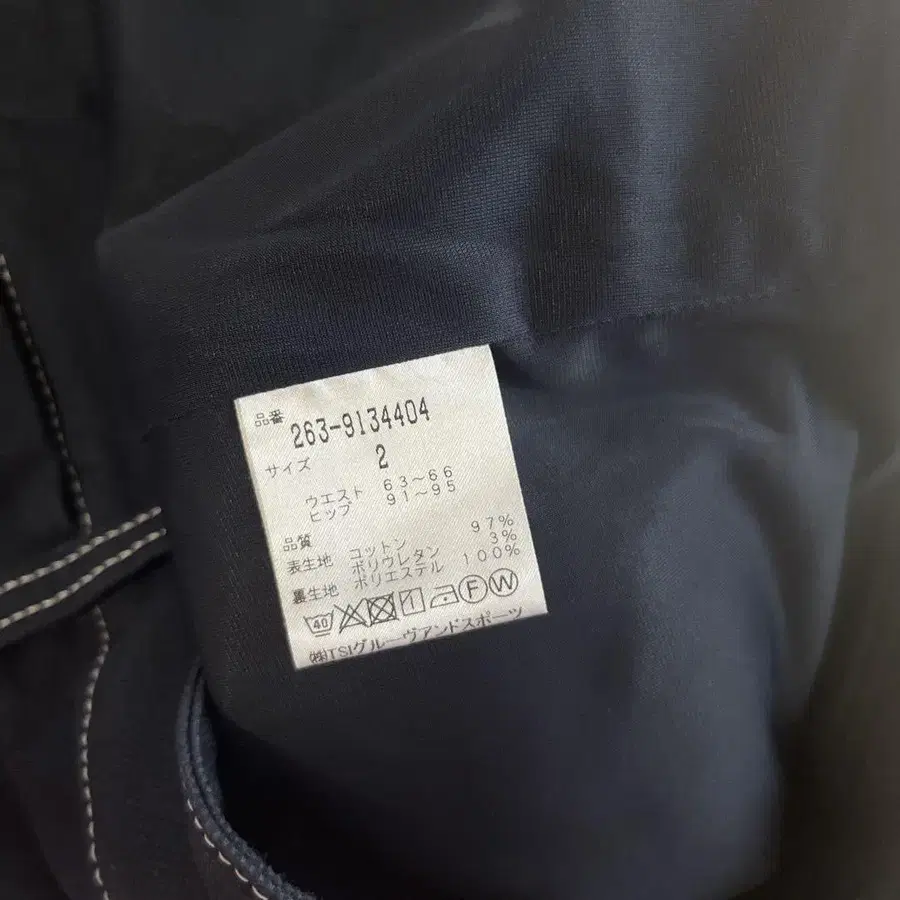 品番
263-9134404
サイズ 2
ウエスト 63～66
ヒップ 91～95
品質
表生地 コットン 97%
ポリウレタン 3%
裏生地 ポリエステル 100%
40 F W
㈱TSIグルーヴアンドスポーツ